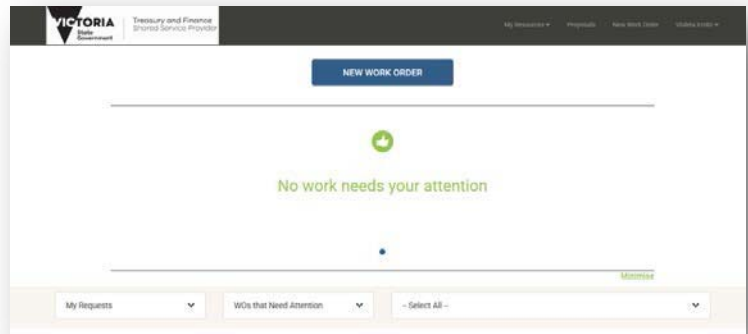 VICTORIA
State
Government
Treasury and Finance
Shared Service Provider
My Resources
Proposals
New Work Order
NEW WORK ORDER
No work needs your attention
Minimise
My Requests
WOs that Need Attention
-- Select All --